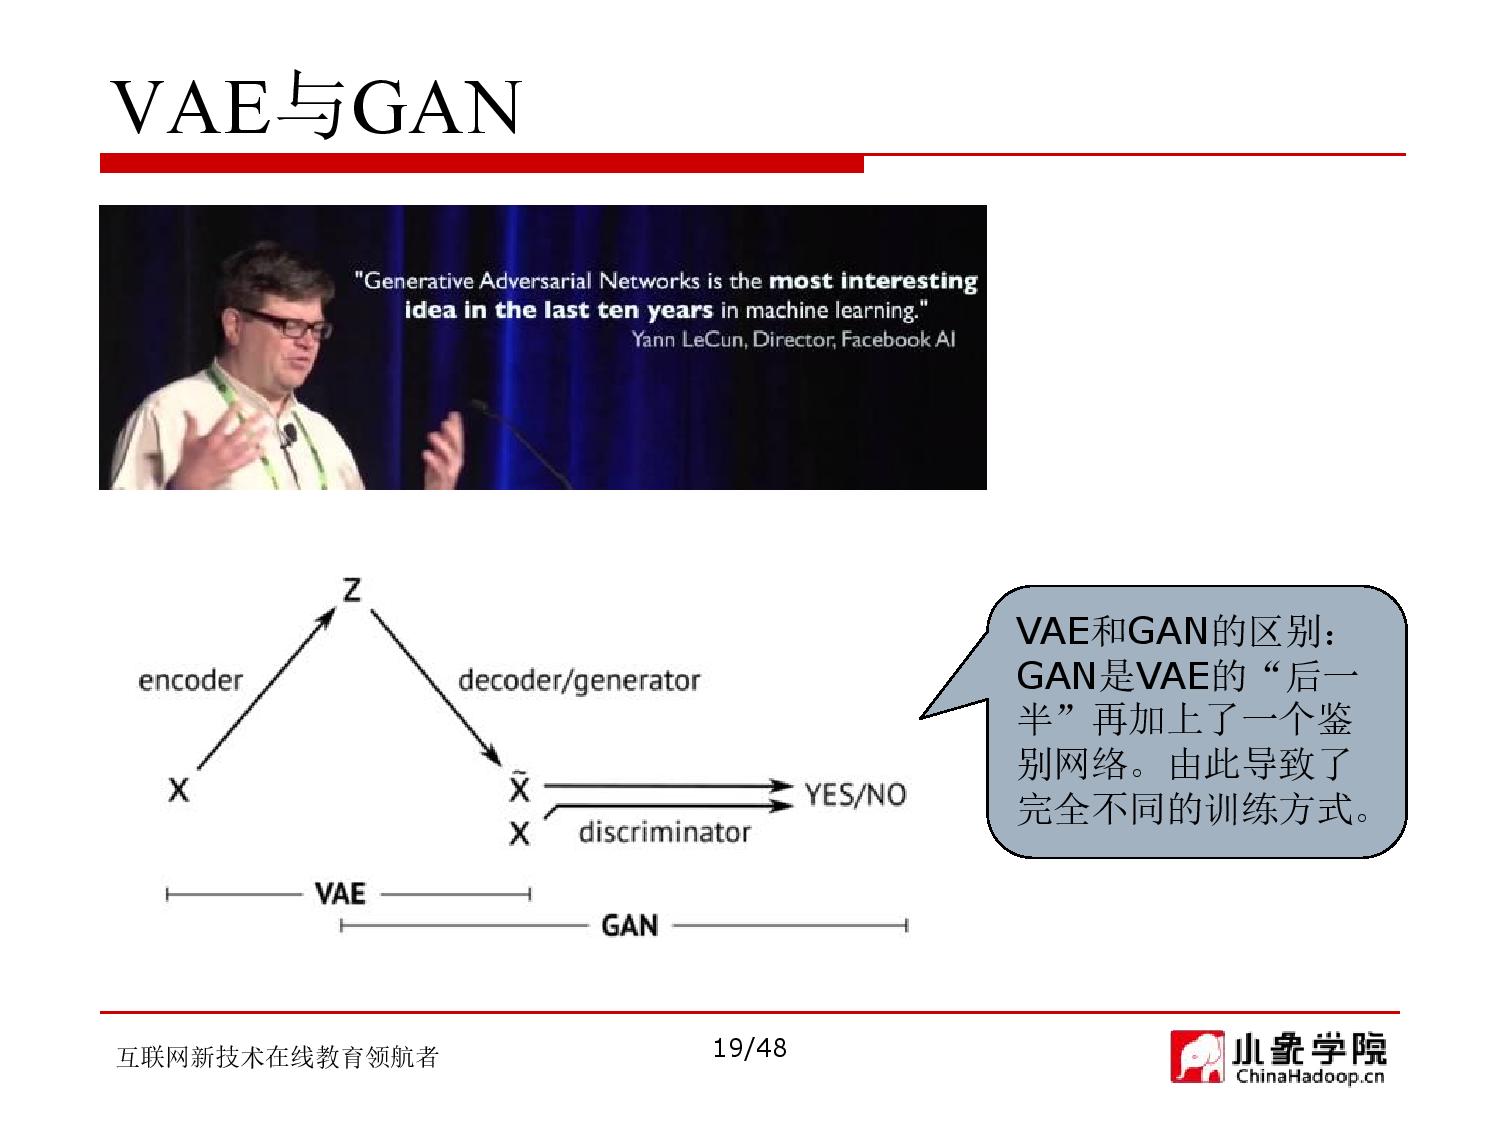 VAE与GAN
"Generative Adversarial Networks is the most interesting
idea in the last ten years in machine learning."
Yann LeCun, Director, Facebook AI
Z
encoder
decoder/generator
X
X̃
YES/NO
X
discriminator
VAE
GAN
VAE和GAN的区别：
GAN是VAE的“后一
半”再加上了一个鉴
别网络。由此导致了
完全不同的训练方式。
互联网新技术在线教育领航者
19/48
小象学院
ChinaHadoop.cn